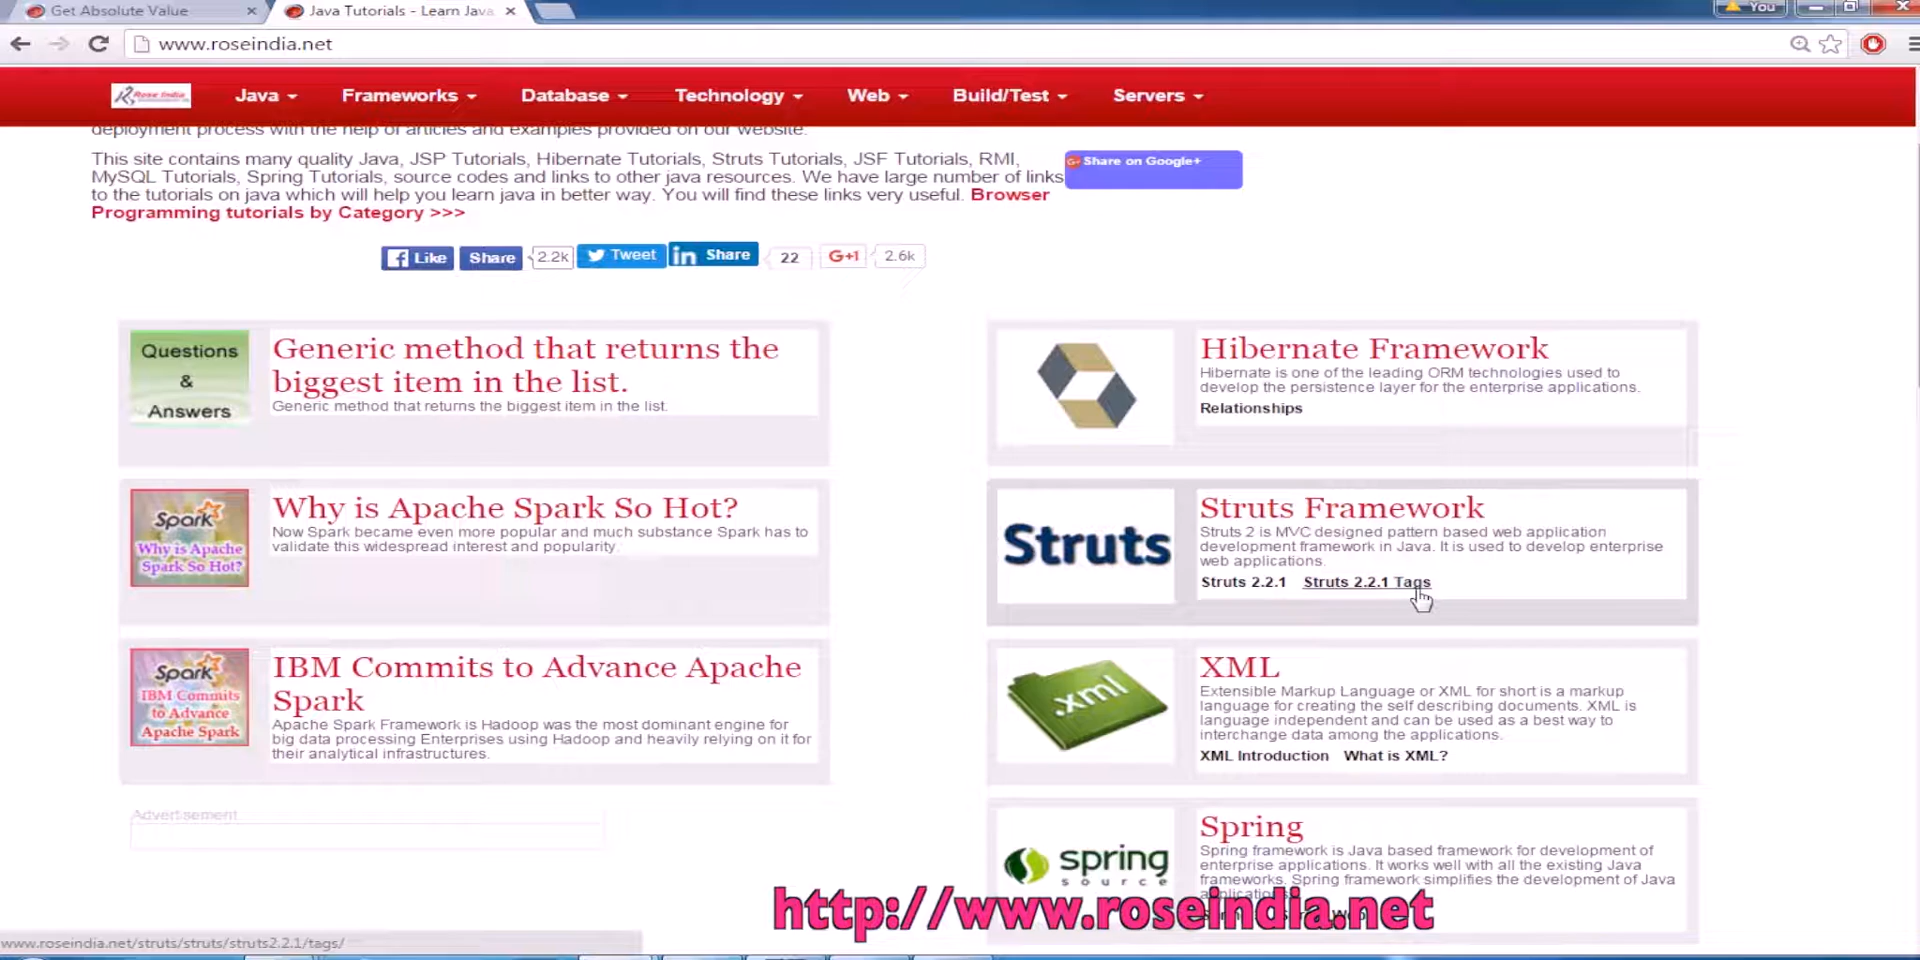 Get Absolute Value
Java Tutorials - Learn Java
You
www.roseindia.net
Rose India
Java
Frameworks
Database
Technology
Web
Build/Test
Servers
deployment process with the help of articles and examples provided on our website.
This site contains many quality Java, JSP Tutorials, Hibernate Tutorials, Struts Tutorials, JSF Tutorials, RMI,
MySQL Tutorials, Spring Tutorials, source codes and links to other java resources. We have large number of links
to the tutorials on java which will help you learn java in better way. You will find these links very useful. Browser
Programming tutorials by Category >>>
G+ Share on Google+
Like
Share
2.2k
Tweet
in Share
22
G+1
2.6k
Questions
&
Answers
Generic method that returns the
biggest item in the list.
Generic method that returns the biggest item in the list.
Spark
Why is Apache
Spark So Hot?
Why is Apache Spark So Hot?
Now Spark became even more popular and much substance Spark has to
validate this widespread interest and popularity.
Spark
IBM Commits
to Advance
Apache Spark
IBM Commits to Advance Apache
Spark
Apache Spark Framework is Hadoop was the most dominant engine for
big data processing Enterprises using Hadoop and heavily relying on it for
their analytical infrastructures.
Advertisement
Hibernate Framework
Hibernate is one of the leading ORM technologies used to
develop the persistence layer for the enterprise applications.
Relationships
Struts
Struts Framework
Struts 2 is MVC designed pattern based web application
development framework in Java. It is used to develop enterprise
web applications.
Struts 2.2.1 Struts 2.2.1 Tags
.xml
XML
Extensible Markup Language or XML for short is a markup
language for creating the self describing documents. XML is
language independent and can be used as a best way to
interchange data among the applications.
XML Introduction What is XML?
spring
source
Spring
Spring framework is Java based framework for development of
enterprise applications. It works well with all the existing Java
frameworks. Spring framework simplifies the development of Java
http://www.roseindia.net
www.roseindia.net/struts/struts/struts2.2.1/tags/